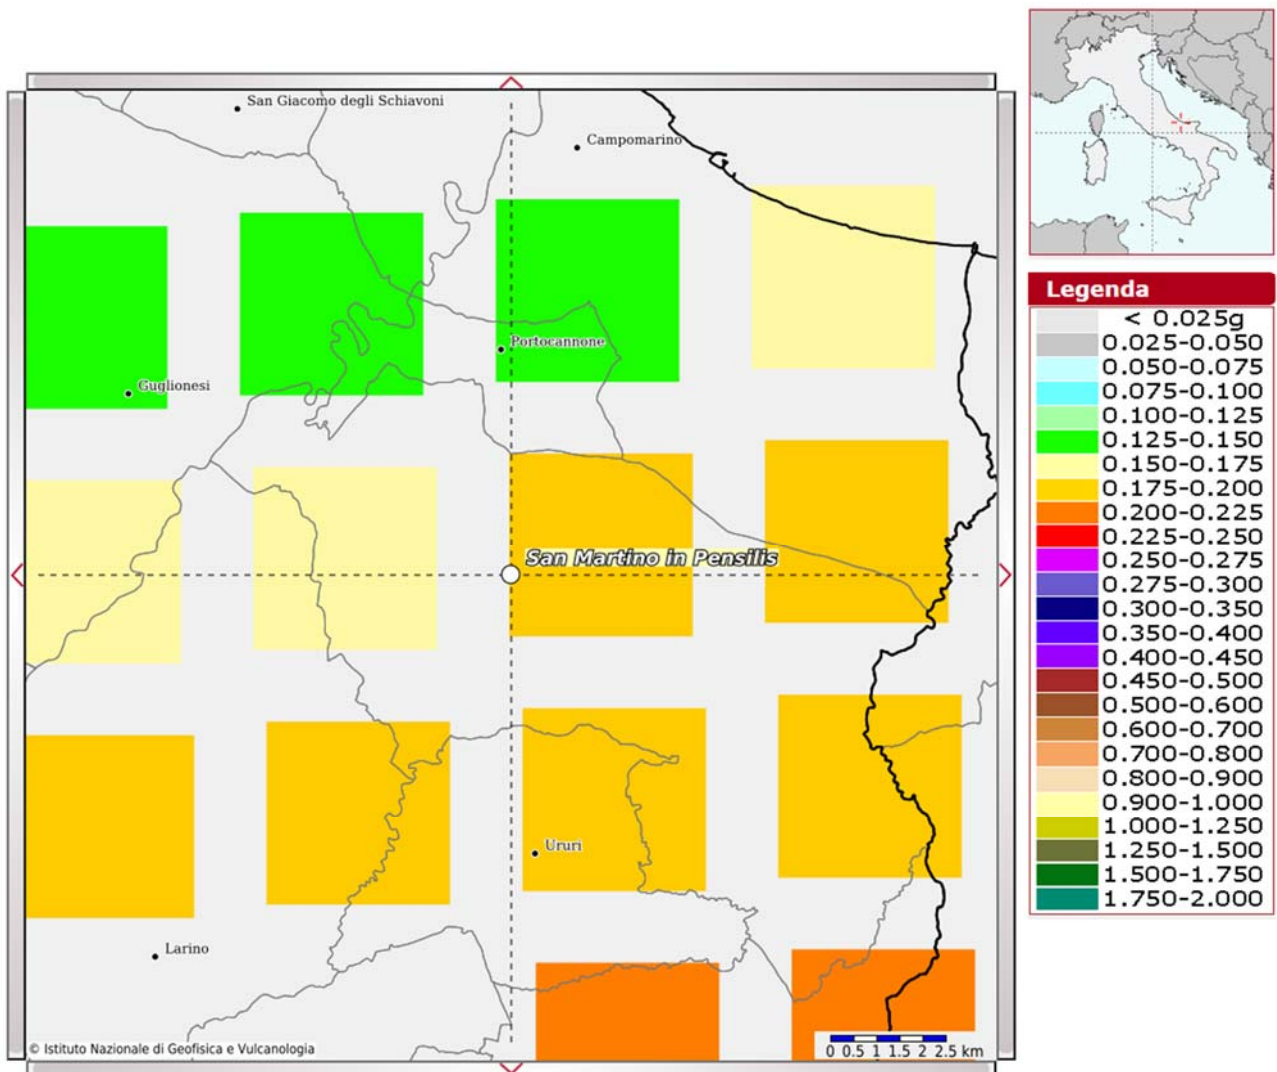 San Giacomo degli Schiavoni
Campomarino
Portocannone
Guglionesi
San Martino in Pensilis
Ururi
Larino
© Istituto Nazionale di Geofisica e Vulcanologia
0 0.5 1 1.5 2 2.5 km
Legenda
< 0.025g
0.025-0.050
0.050-0.075
0.075-0.100
0.100-0.125
0.125-0.150
0.150-0.175
0.175-0.200
0.200-0.225
0.225-0.250
0.250-0.275
0.275-0.300
0.300-0.350
0.350-0.400
0.400-0.450
0.450-0.500
0.500-0.600
0.600-0.700
0.700-0.800
0.800-0.900
0.900-1.000
1.000-1.250
1.250-1.500
1.500-1.750
1.750-2.000